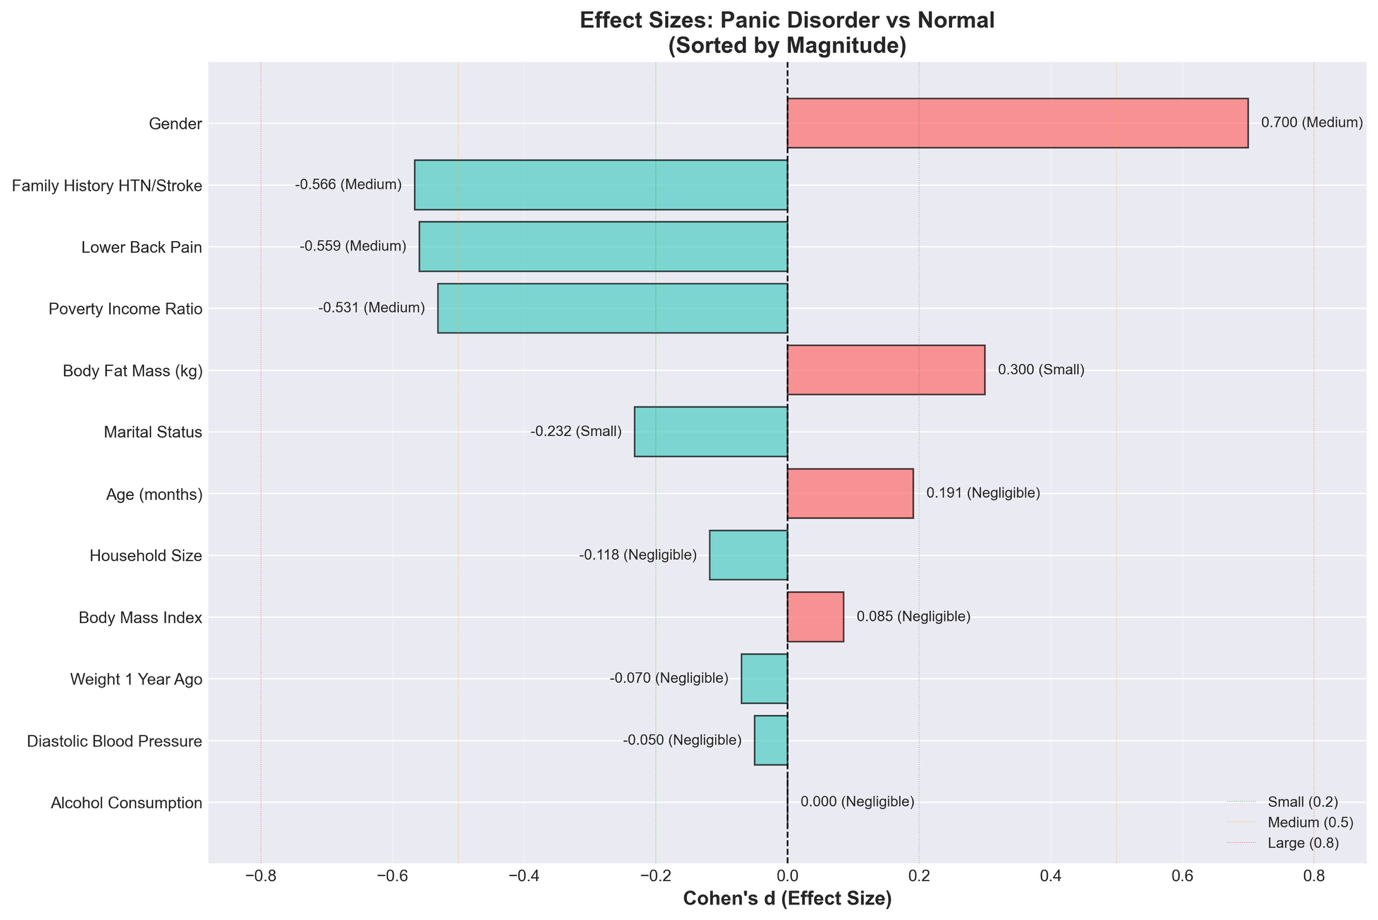 Effect Sizes: Panic Disorder vs Normal
(Sorted by Magnitude)
Gender
0.700 (Medium)
Family History HTN/Stroke
-0.566 (Medium)
Lower Back Pain
-0.559 (Medium)
Poverty Income Ratio
-0.531 (Medium)
Body Fat Mass (kg)
0.300 (Small)
Marital Status
-0.232 (Small)
Age (months)
0.191 (Negligible)
Household Size
-0.118 (Negligible)
Body Mass Index
0.085 (Negligible)
Weight 1 Year Ago
-0.070 (Negligible)
Diastolic Blood Pressure
-0.050 (Negligible)
Alcohol Consumption
0.000 (Negligible)
Small (0.2)
Medium (0.5)
Large (0.8)
−0.8 −0.6 −0.4 −0.2 0.0 0.2 0.4 0.6 0.8
Cohen's d (Effect Size)